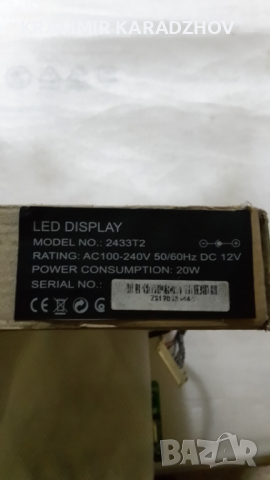 MIR KARADZHOV
LED DISPLAY
MODEL NO.: 2433T2
RATING: AC100-240V 50/60Hz DC 12V
POWER CONSUMPTION: 20W
SERIAL NO.:
CE
bazar